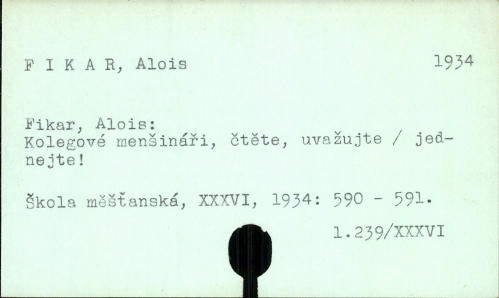 F I K A R, Alois 1934
Fikar, Alois:
Kolegové menšináři, čtěte, uvažujte / jed-
nejte!
Škola měšťanská, XXXVI, 1934: 590 - 591.
1.239/XXXVI